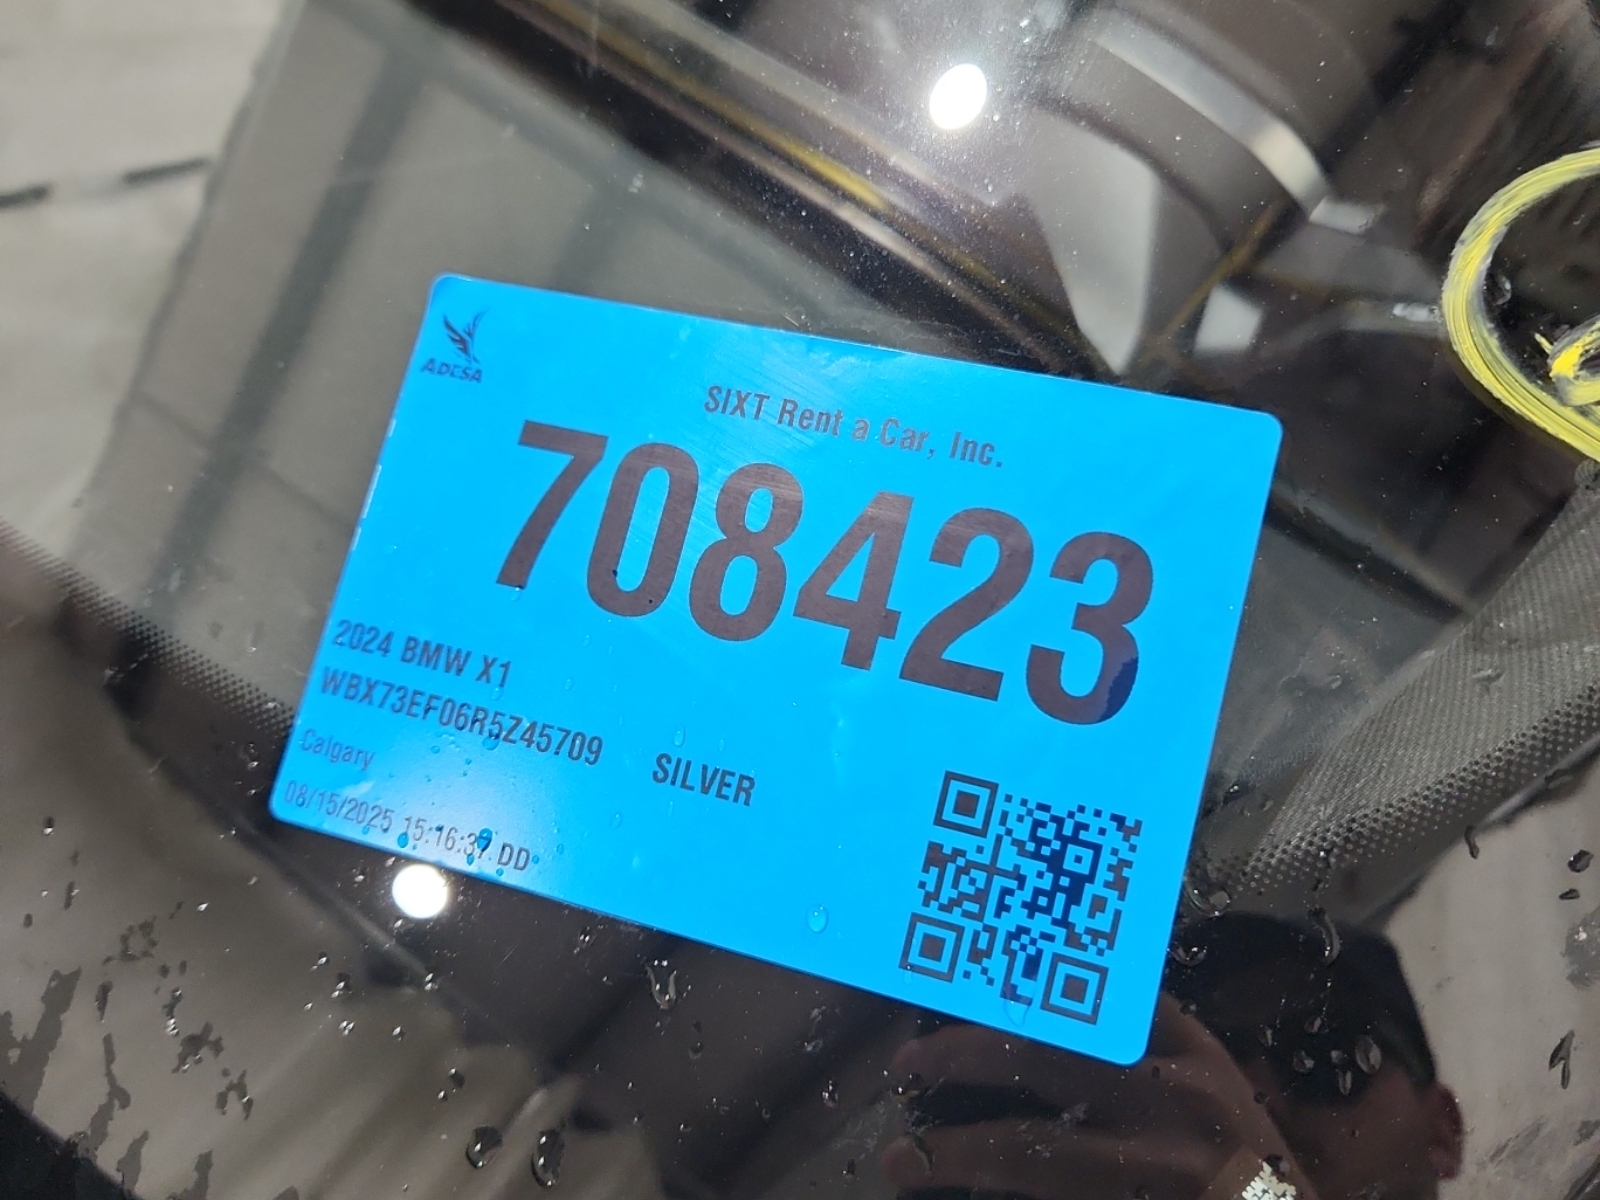 ADESA
SIXT Rent a Car, Inc.
708423
2024 BMW X1
WBX73EF06R5Z45709 SILVER
Calgary
08/15/2025 15:16:37 DD